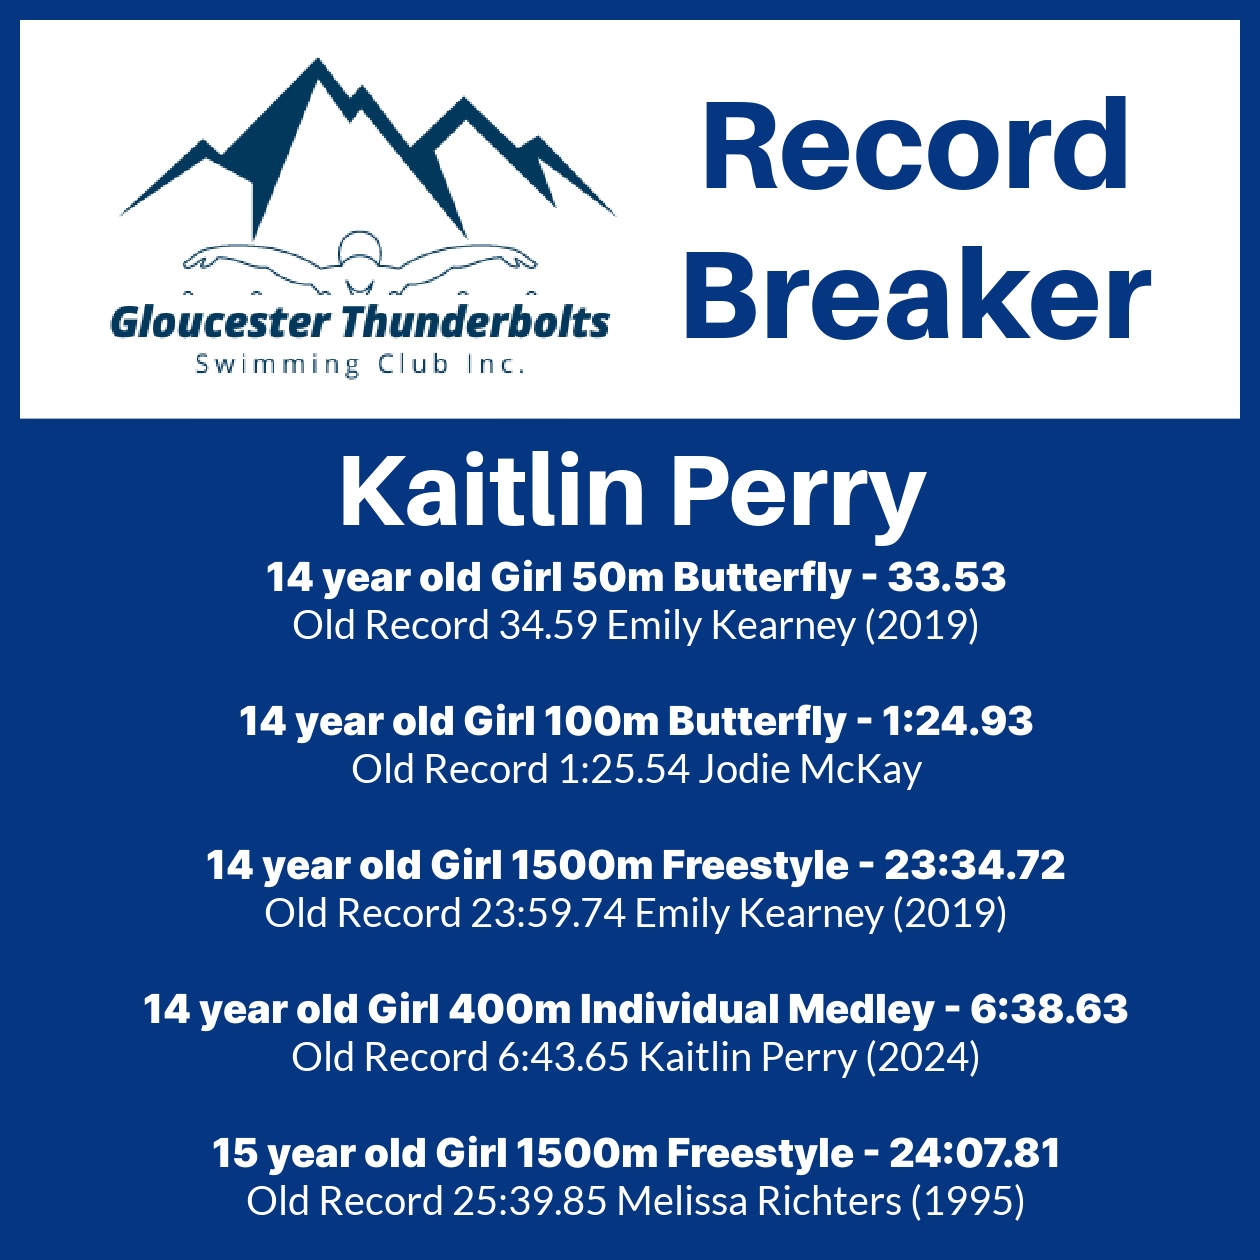 Record
Breaker
Gloucester Thunderbolts
Swimming Club Inc.
Kaitlin Perry
14 year old Girl 50m Butterfly - 33.53
Old Record 34.59 Emily Kearney (2019)
14 year old Girl 100m Butterfly - 1:24.93
Old Record 1:25.54 Jodie McKay
14 year old Girl 1500m Freestyle - 23:34.72
Old Record 23:59.74 Emily Kearney (2019)
14 year old Girl 400m Individual Medley - 6:38.63
Old Record 6:43.65 Kaitlin Perry (2024)
15 year old Girl 1500m Freestyle - 24:07.81
Old Record 25:39.85 Melissa Richters (1995)